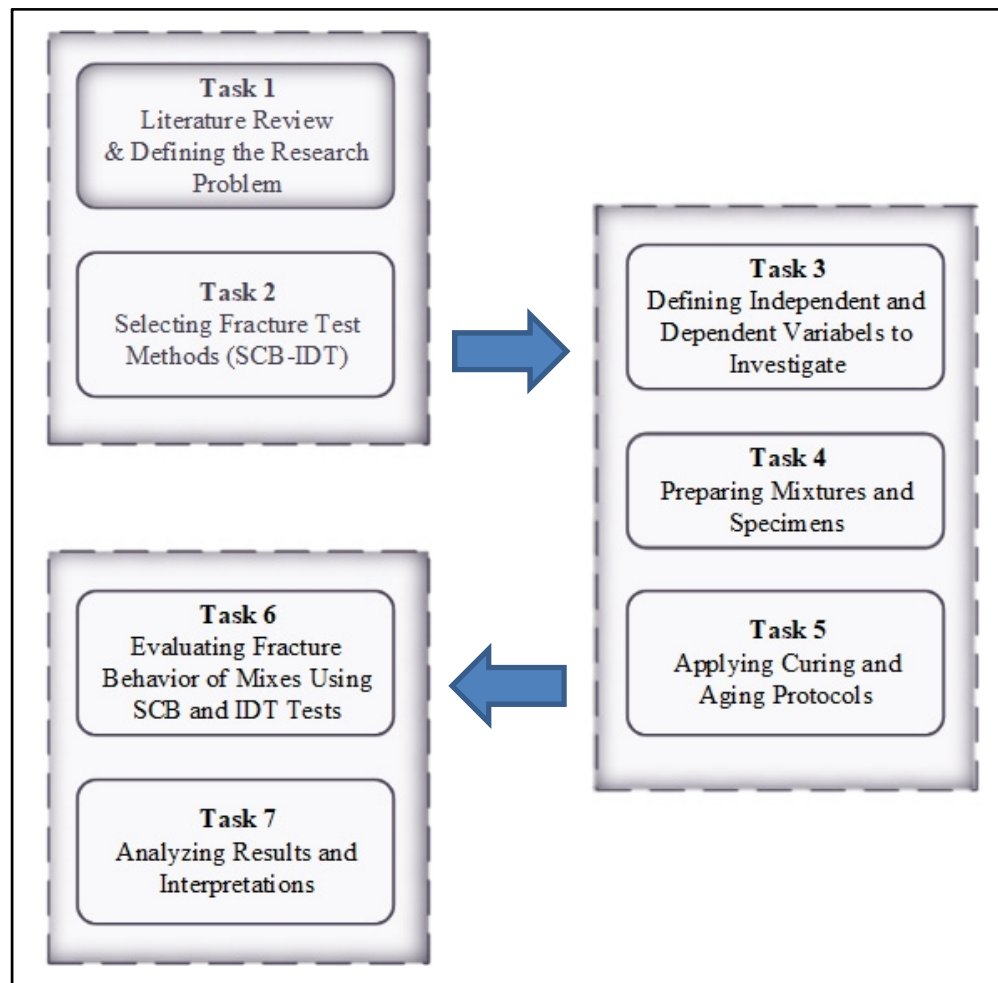 Task 1
Literature Review
& Defining the Research
Problem
Task 2
Selecting Fracture Test
Methods (SCB-IDT)
Task 3
Defining Independent and
Dependent Variabels to
Investigate
Task 4
Preparing Mixtures and
Specimens
Task 5
Applying Curing and
Aging Protocols
Task 6
Evaluating Fracture
Behavior of Mixes Using
SCB and IDT Tests
Task 7
Analyzing Results and
Interpretations